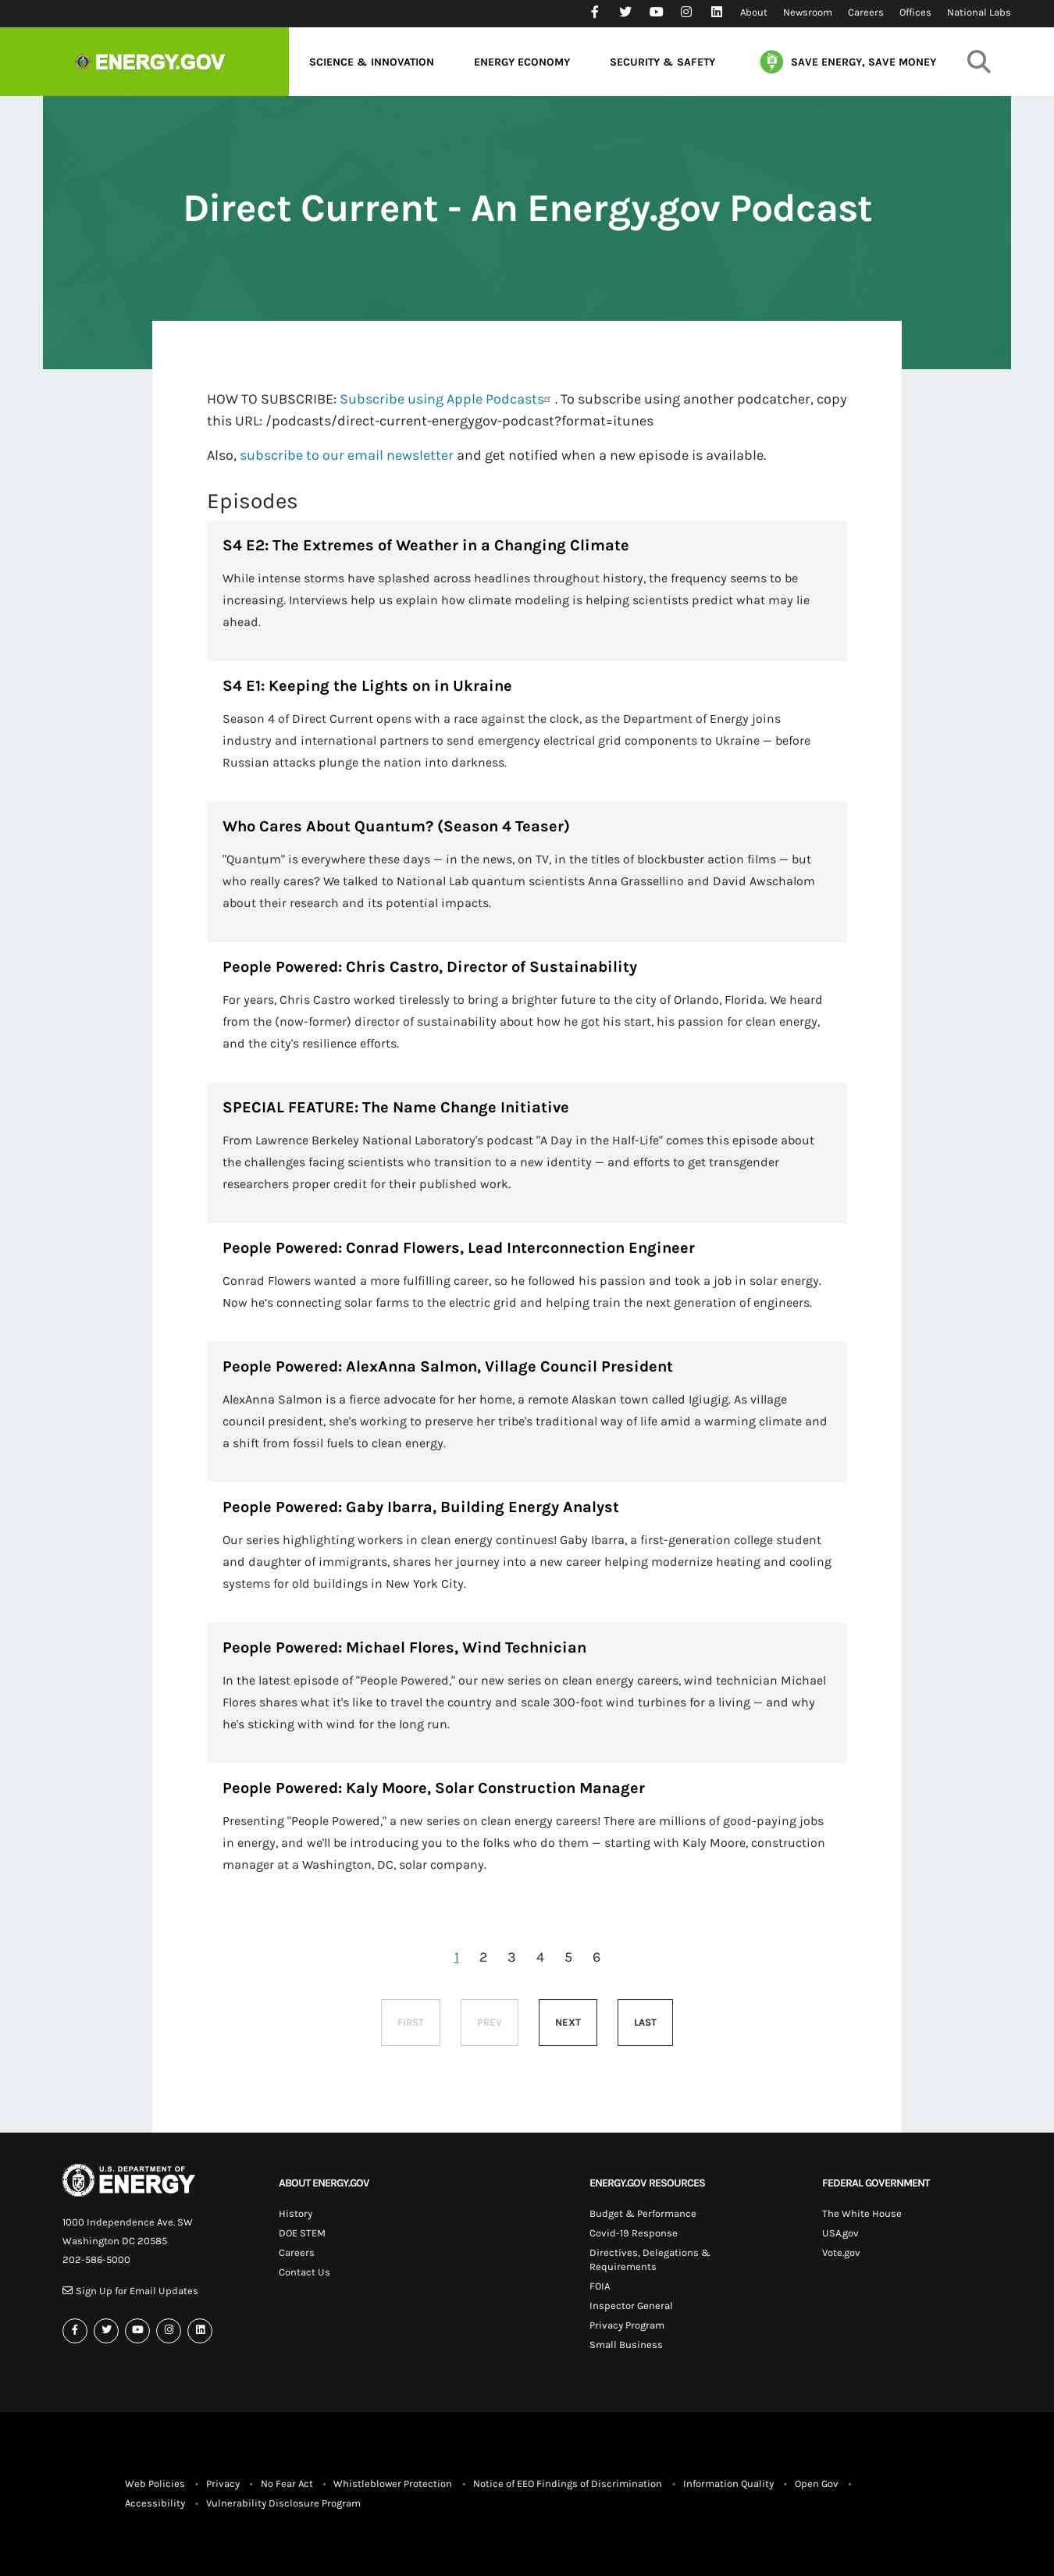 About Newsroom Careers Offices National Labs
ENERGY.GOV SCIENCE & INNOVATION ENERGY ECONOMY SECURITY & SAFETY SAVE ENERGY, SAVE MONEY
Direct Current - An Energy.gov Podcast
HOW TO SUBSCRIBE: Subscribe using Apple Podcasts . To subscribe using another podcatcher, copy
this URL: /podcasts/direct-current-energygov-podcast?format=itunes
Also, subscribe to our email newsletter and get notified when a new episode is available.
Episodes
S4 E2: The Extremes of Weather in a Changing Climate
While intense storms have splashed across headlines throughout history, the frequency seems to be
increasing. Interviews help us explain how climate modeling is helping scientists predict what may lie
ahead.
S4 E1: Keeping the Lights on in Ukraine
Season 4 of Direct Current opens with a race against the clock, as the Department of Energy joins
industry and international partners to send emergency electrical grid components to Ukraine — before
Russian attacks plunge the nation into darkness.
Who Cares About Quantum? (Season 4 Teaser)
"Quantum" is everywhere these days — in the news, on TV, in the titles of blockbuster action films — but
who really cares? We talked to National Lab quantum scientists Anna Grassellino and David Awschalom
about their research and its potential impacts.
People Powered: Chris Castro, Director of Sustainability
For years, Chris Castro worked tirelessly to bring a brighter future to the city of Orlando, Florida. We heard
from the (now-former) director of sustainability about how he got his start, his passion for clean energy,
and the city's resilience efforts.
SPECIAL FEATURE: The Name Change Initiative
From Lawrence Berkeley National Laboratory's podcast "A Day in the Half-Life" comes this episode about
the challenges facing scientists who transition to a new identity — and efforts to get transgender
researchers proper credit for their published work.
People Powered: Conrad Flowers, Lead Interconnection Engineer
Conrad Flowers wanted a more fulfilling career, so he followed his passion and took a job in solar energy.
Now he's connecting solar farms to the electric grid and helping train the next generation of engineers.
People Powered: AlexAnna Salmon, Village Council President
AlexAnna Salmon is a fierce advocate for her home, a remote Alaskan town called Igiugig. As village
council president, she's working to preserve her tribe's traditional way of life amid a warming climate and
a shift from fossil fuels to clean energy.
People Powered: Gaby Ibarra, Building Energy Analyst
Our series highlighting workers in clean energy continues! Gaby Ibarra, a first-generation college student
and daughter of immigrants, shares her journey into a new career helping modernize heating and cooling
systems for old buildings in New York City.
People Powered: Michael Flores, Wind Technician
In the latest episode of "People Powered," our new series on clean energy careers, wind technician Michael
Flores shares what it's like to travel the country and scale 300-foot wind turbines for a living — and why
he's sticking with wind for the long run.
People Powered: Kaly Moore, Solar Construction Manager
Presenting "People Powered," a new series on clean energy careers! There are millions of good-paying jobs
in energy, and we'll be introducing you to the folks who do them — starting with Kaly Moore, construction
manager at a Washington, DC, solar company.
1 2 3 4 5 6
FIRST PREV NEXT LAST
U.S. DEPARTMENT OF
ENERGY
1000 Independence Ave. SW
Washington DC 20585
202-586-5000
Sign Up for Email Updates
ABOUT ENERGY.GOV
History
DOE STEM
Careers
Contact Us
ENERGY.GOV RESOURCES
Budget & Performance
Covid-19 Response
Directives, Delegations &
Requirements
FOIA
Inspector General
Privacy Program
Small Business
FEDERAL GOVERNMENT
The White House
USA.gov
Vote.gov
Web Policies • Privacy • No Fear Act • Whistleblower Protection • Notice of EEO Findings of Discrimination • Information Quality • Open Gov •
Accessibility • Vulnerability Disclosure Program